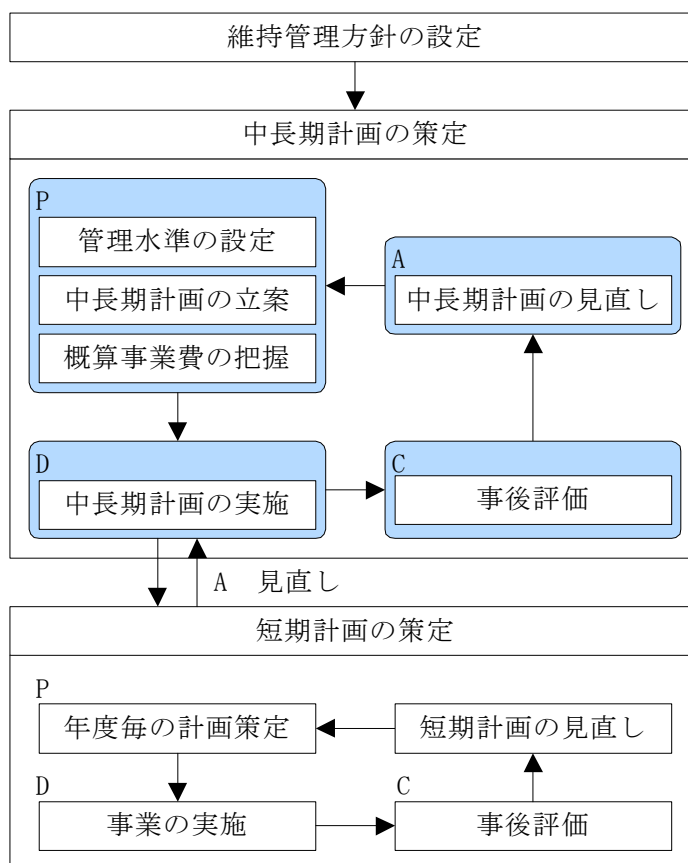 維持管理方針の設定
中長期計画の策定
P
管理水準の設定
中長期計画の立案
概算事業費の把握
A
中長期計画の見直し
D
中長期計画の実施
C
事後評価
A 見直し
短期計画の策定
P
年度毎の計画策定
短期計画の見直し
D
事業の実施
C
事後評価